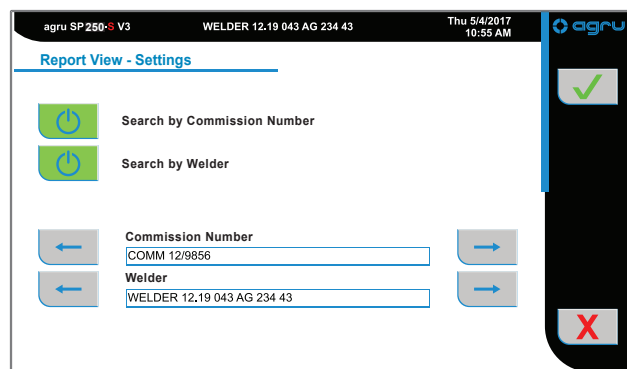 agru SP 250-S V3 WELDER 12.19 043 AG 234 43 Thu 5/4/2017
10:55 AM
agru
Report View - Settings
Search by Commission Number
Search by Welder
Commission Number
COMM 12/9856
Welder
WELDER 12.19 043 AG 234 43
X